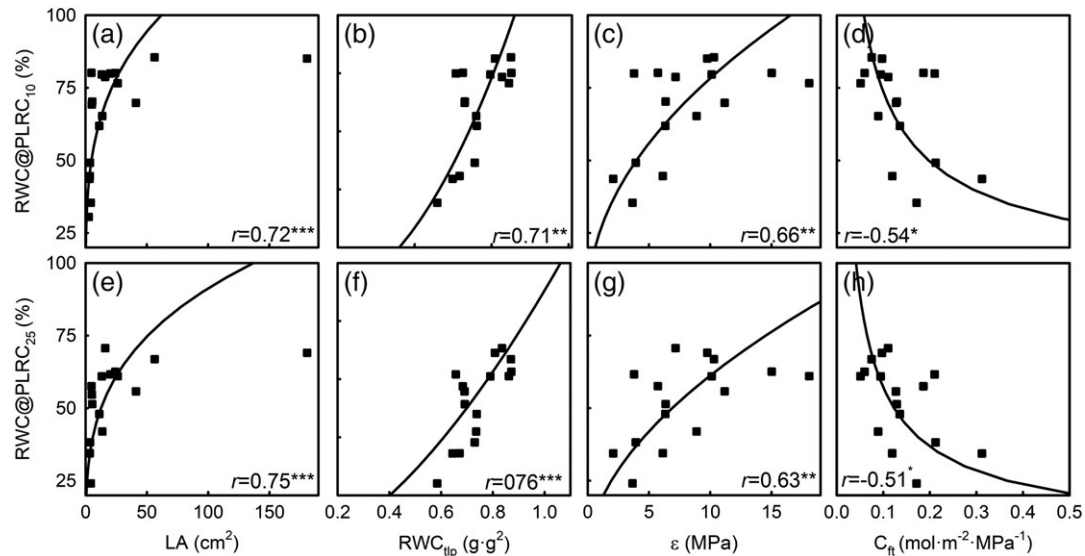 (a) (b) (c) (d)
RWC@PLRC₁₀ (%)
100
75
50
25
r=0.72*** r=0.71** r=0.66** r=-0.54*
(e) (f) (g) (h)
RWC@PLRC₂₅ (%)
100
75
50
25
r=0.75*** r=076*** r=0.63** r=-0.51*
0 50 100 150 0.2 0.4 0.6 0.8 1.0 0 5 10 15 0.0 0.1 0.2 0.3 0.4 0.5
LA (cm²) RWCₜₗₚ (g·g²) ε (MPa) C_ft (mol·m⁻²·MPa⁻¹)